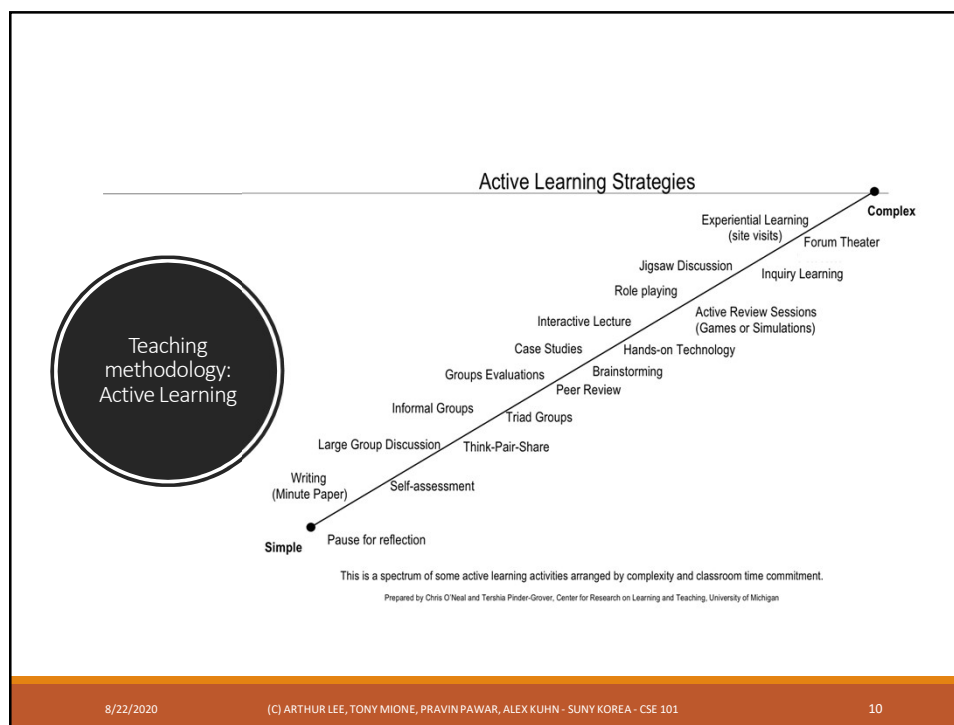 Active Learning Strategies
Complex
Experiential Learning
(site visits)
Forum Theater
Jigsaw Discussion
Inquiry Learning
Role playing
Active Review Sessions
(Games or Simulations)
Interactive Lecture
Case Studies
Hands-on Technology
Teaching
methodology:
Active Learning
Groups Evaluations
Brainstorming
Peer Review
Informal Groups
Triad Groups
Large Group Discussion
Think-Pair-Share
Writing
(Minute Paper)
Self-assessment
Simple
Pause for reflection
This is a spectrum of some active learning activities arranged by complexity and classroom time commitment.
Prepared by Chris O'Neal and Tershia Pinder-Grover, Center for Research on Learning and Teaching, University of Michigan
8/22/2020
(C) ARTHUR LEE, TONY MIONE, PRAVIN PAWAR, ALEX KUHN - SUNY KOREA - CSE 101
10